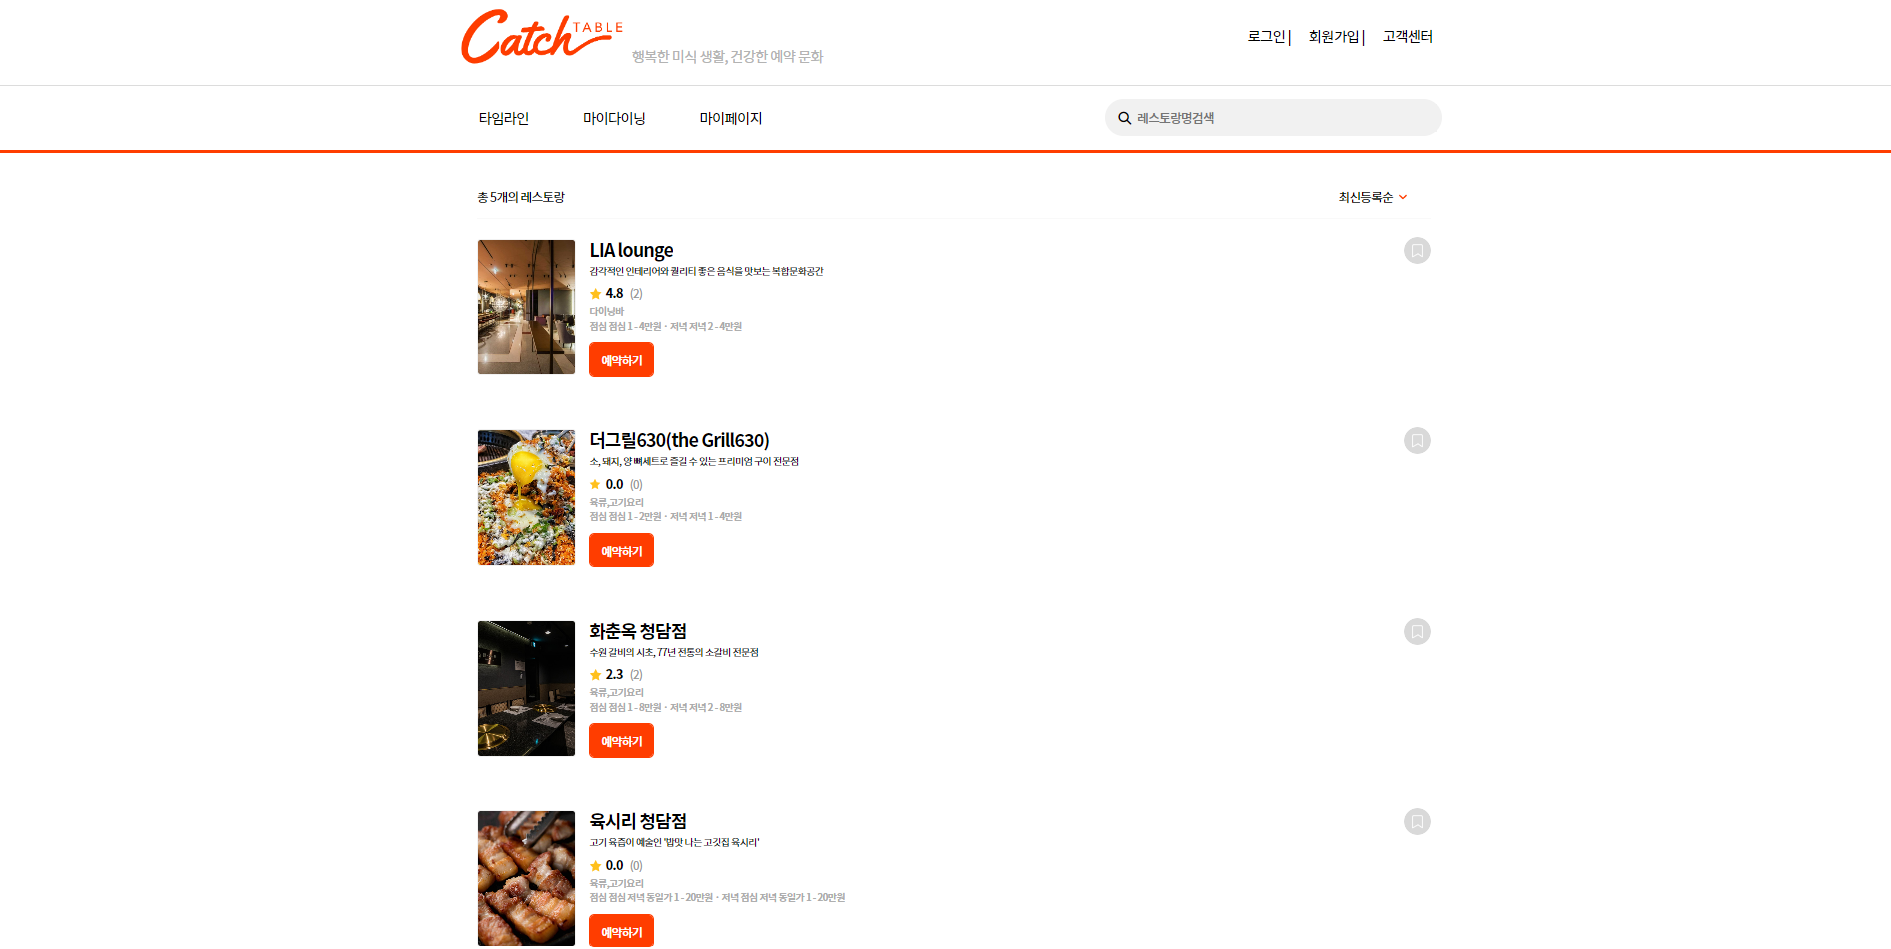 Catch TABLE
행복한 미식 생활, 건강한 예약 문화
로그인 | 회원가입 | 고객센터
타임라인 마이다이닝 마이페이지 레스토랑명검색
총 5개의 레스토랑 최신등록순
LIA lounge
감각적인 인테리어와 퀄리티 좋은 음식을 맛보는 복합문화공간
4.8 (2)
다이닝바
점심 점심 1 - 4만원 · 저녁 저녁 2 - 4만원
예약하기
더그릴630(the Grill630)
소, 돼지, 양 뼈세트로 즐길 수 있는 프리미엄 구이 전문점
0.0 (0)
육류,고기요리
점심 점심 1 - 2만원 · 저녁 저녁 1 - 4만원
예약하기
화춘옥 청담점
수원 갈비의 시초, 77년 전통의 소갈비 전문점
2.3 (2)
육류,고기요리
점심 점심 1 - 8만원 · 저녁 저녁 2 - 8만원
예약하기
육시리 청담점
고기 육즙이 예술인 '밥맛 나는 고깃집 육시리'
0.0 (0)
육류,고기요리
점심 점심 저녁 동일가 1 - 20만원 · 저녁 점심 저녁 동일가 1 - 20만원
예약하기